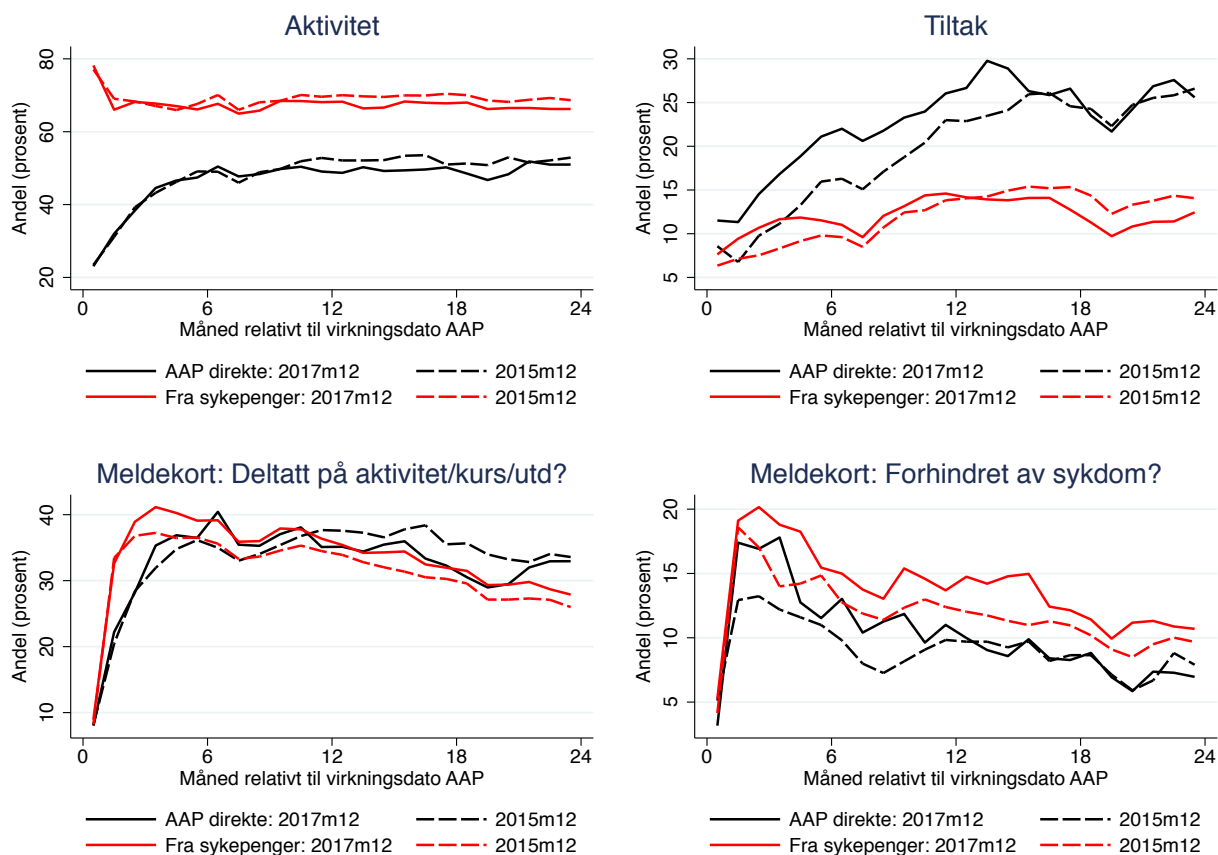 Aktivitet
Andel (prosent)
80
60
40
20
0 6 12 18 24
Måned relativt til virkningsdato AAP
AAP direkte: 2017m12 2015m12
Fra sykepenger: 2017m12 2015m12
Tiltak
Andel (prosent)
30
25
20
15
10
5
0 6 12 18 24
Måned relativt til virkningsdato AAP
AAP direkte: 2017m12 2015m12
Fra sykepenger: 2017m12 2015m12
Meldekort: Deltatt på aktivitet/kurs/utd?
Andel (prosent)
40
30
20
10
0 6 12 18 24
Måned relativt til virkningsdato AAP
AAP direkte: 2017m12 2015m12
Fra sykepenger: 2017m12 2015m12
Meldekort: Forhindret av sykdom?
Andel (prosent)
20
15
10
5
0 6 12 18 24
Måned relativt til virkningsdato AAP
AAP direkte: 2017m12 2015m12
Fra sykepenger: 2017m12 2015m12